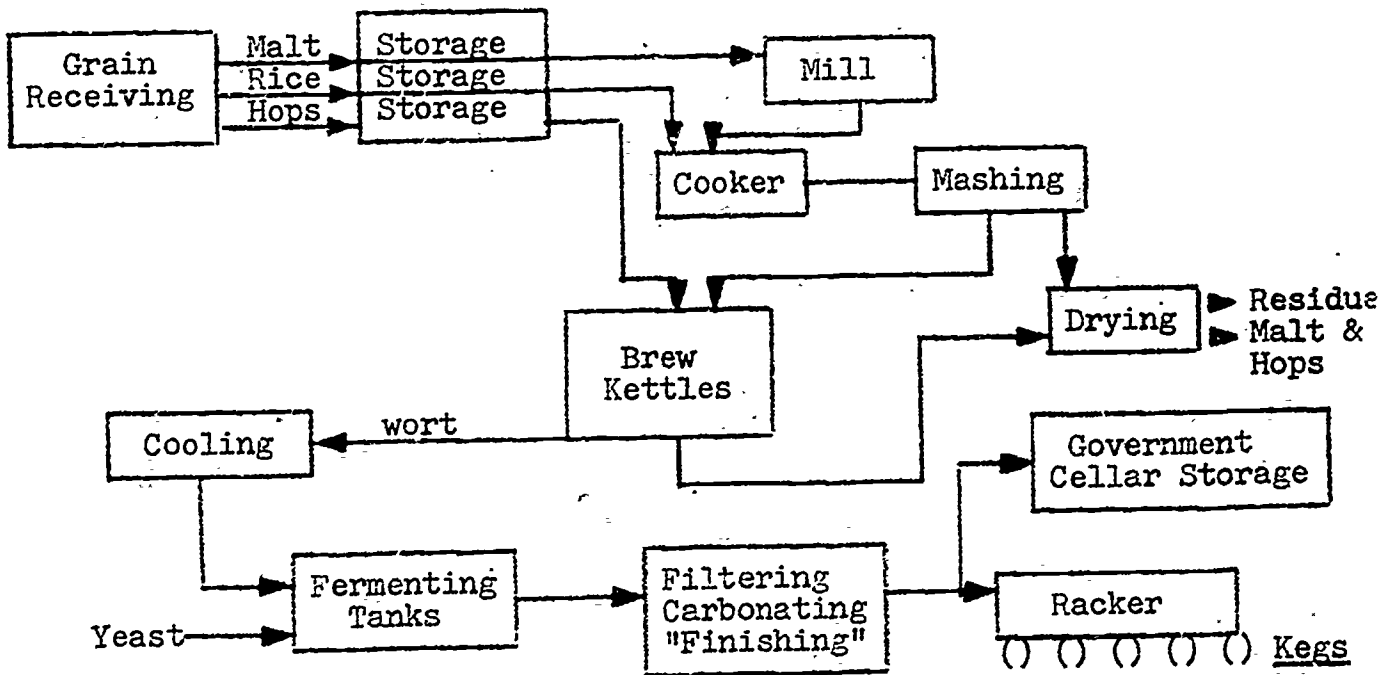 Grain
Receiving
Malt
Rice
Hops
Storage
Storage
Storage
Mill
Cooker
Mashing
Drying
Residue
Malt &
Hops
Brew
Kettles
wort
Cooling
Government
Cellar Storage
Fermenting
Tanks
Yeast
Filtering
Carbonating
"Finishing"
Racker
Kegs